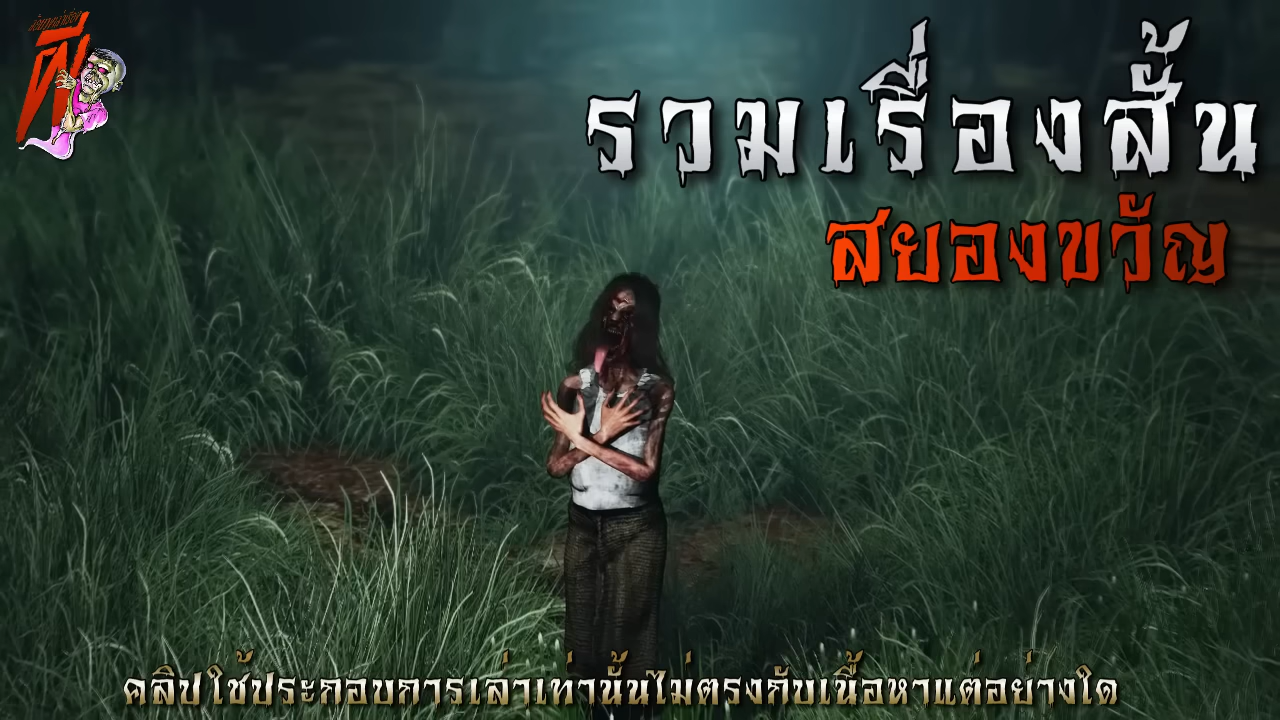 ผี
รวมเรื่องสั้น
สยองขวัญ
คลิปใช้ประกอบการเล่าเท่านั้นไม่ตรงกับเนื้อหาแต่อย่างใด